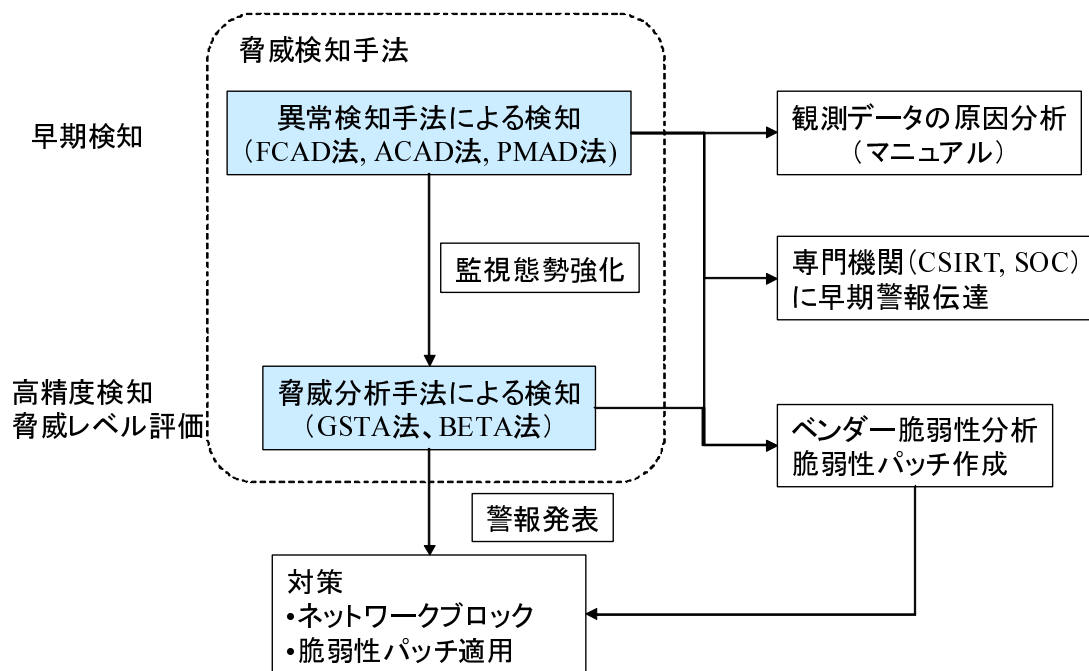 脅威検知手法
早期検知
異常検知手法による検知
（FCAD法, ACAD法, PMAD法）
観測データの原因分析
（マニュアル）
監視態勢強化
専門機関（CSIRT, SOC）
に早期警報伝達
高精度検知
脅威レベル評価
脅威分析手法による検知
（GSTA法、BETA法）
ベンダー脆弱性分析
脆弱性パッチ作成
警報発表
対策
•ネットワークブロック
•脆弱性パッチ適用